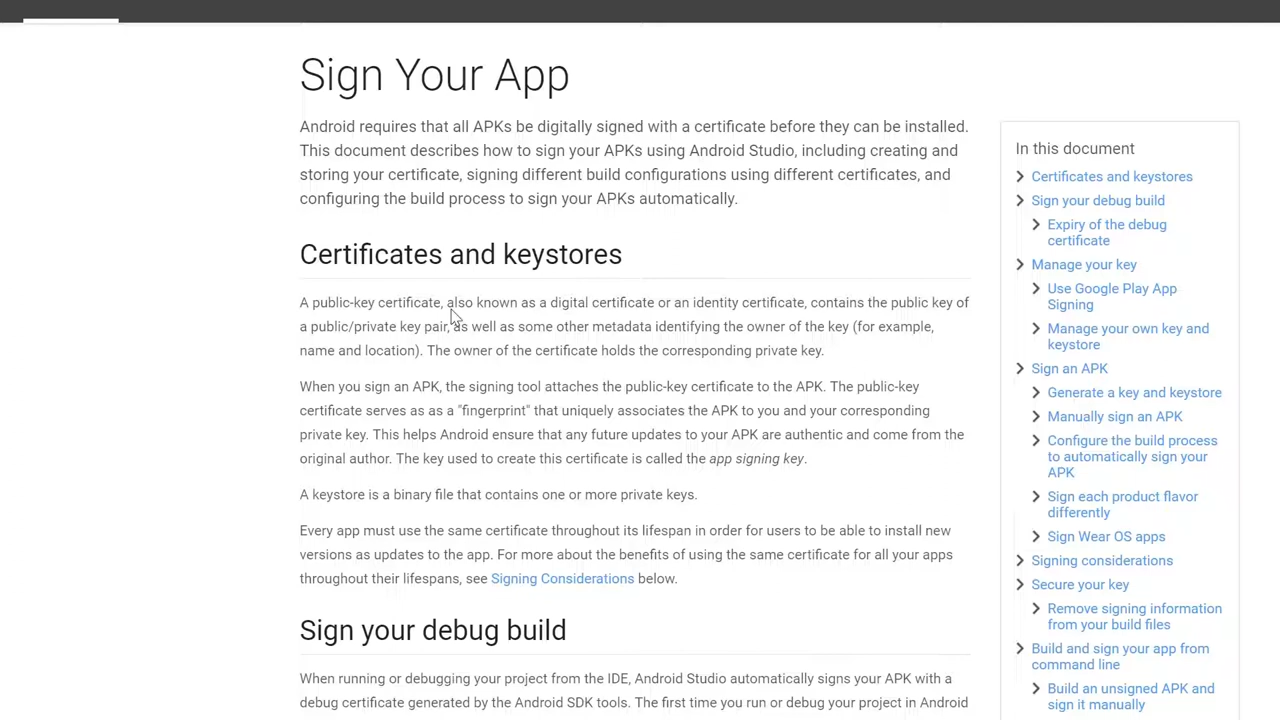 Sign Your App
Android requires that all APKs be digitally signed with a certificate before they can be installed.
This document describes how to sign your APKs using Android Studio, including creating and
storing your certificate, signing different build configurations using different certificates, and
configuring the build process to sign your APKs automatically.
Certificates and keystores
A public-key certificate, also known as a digital certificate or an identity certificate, contains the public key of
a public/private key pair, as well as some other metadata identifying the owner of the key (for example,
name and location). The owner of the certificate holds the corresponding private key.
When you sign an APK, the signing tool attaches the public-key certificate to the APK. The public-key
certificate serves as as a "fingerprint" that uniquely associates the APK to you and your corresponding
private key. This helps Android ensure that any future updates to your APK are authentic and come from the
original author. The key used to create this certificate is called the app signing key.
A keystore is a binary file that contains one or more private keys.
Every app must use the same certificate throughout its lifespan in order for users to be able to install new
versions as updates to the app. For more about the benefits of using the same certificate for all your apps
throughout their lifespans, see Signing Considerations below.
Sign your debug build
When running or debugging your project from the IDE, Android Studio automatically signs your APK with a
debug certificate generated by the Android SDK tools. The first time you run or debug your project in Android
In this document
Certificates and keystores
Sign your debug build
Expiry of the debug
certificate
Manage your key
Use Google Play App
Signing
Manage your own key and
keystore
Sign an APK
Generate a key and keystore
Manually sign an APK
Configure the build process
to automatically sign your
APK
Sign each product flavor
differently
Sign Wear OS apps
Signing considerations
Secure your key
Remove signing information
from your build files
Build and sign your app from
command line
Build an unsigned APK and
sign it manually